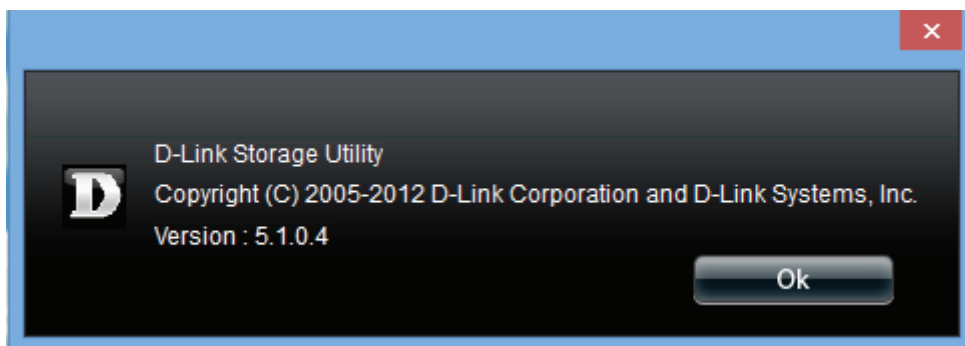 D-Link Storage Utility
Copyright (C) 2005-2012 D-Link Corporation and D-Link Systems, Inc.
Version : 5.1.0.4
Ok